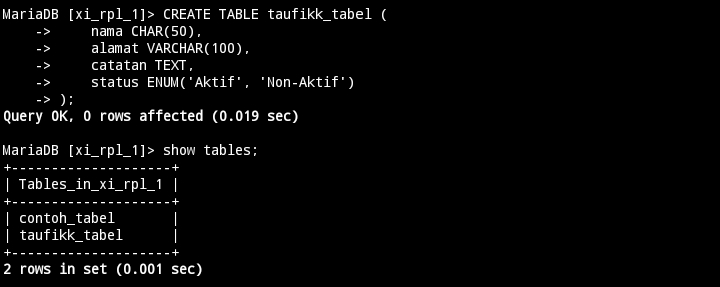 MariaDB [xi_rpl_1]> CREATE TABLE taufikk_tabel (
    ->     nama CHAR(50),
    ->     alamat VARCHAR(100),
    ->     catatan TEXT,
    ->     status ENUM('Aktif', 'Non-Aktif')
    -> );
Query OK, 0 rows affected (0.019 sec)

MariaDB [xi_rpl_1]> show tables;
+--------------------+
| Tables_in_xi_rpl_1 |
+--------------------+
| contoh_tabel       |
| taufikk_tabel      |
+--------------------+
2 rows in set (0.001 sec)